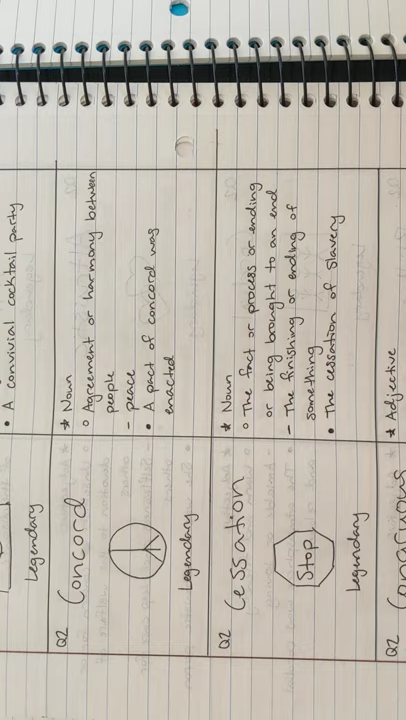 • A convivial cocktail party
Legendary
Q2
Concord
Legendary
* Noun
○ Agreement or harmony between
people
- peace
• A pact of concord was
enacted
Q2
Cessation
Stop
Legendary
* Noun
○ The fact or process or ending
or being brought to an end
- The finishing or ending of
something
• The cessation of slavery
Q2
* Adjective